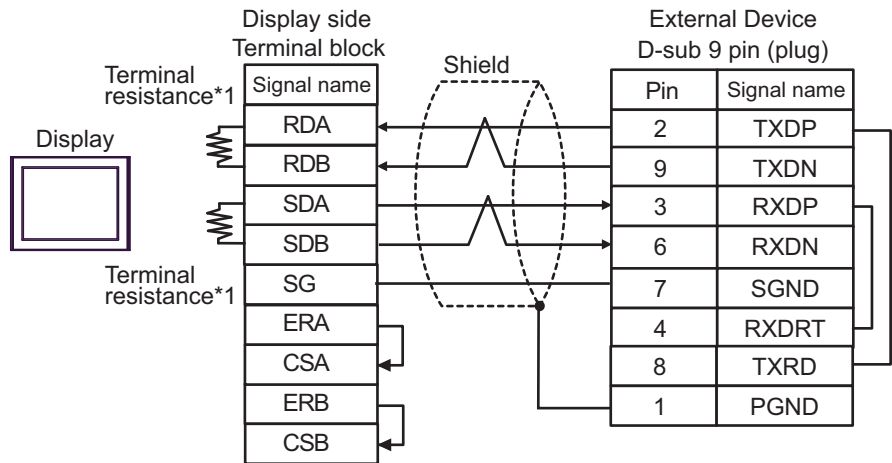 Display side
Terminal block
External Device
D-sub 9 pin (plug)
Terminal
resistance*1
Shield
Display
Signal name
RDA
RDB
SDA
SDB
SG
ERA
CSA
ERB
CSB
Terminal
resistance*1
Pin Signal name
2 TXDP
9 TXDN
3 RXDP
6 RXDN
7 SGND
4 RXDRT
8 TXRD
1 PGND